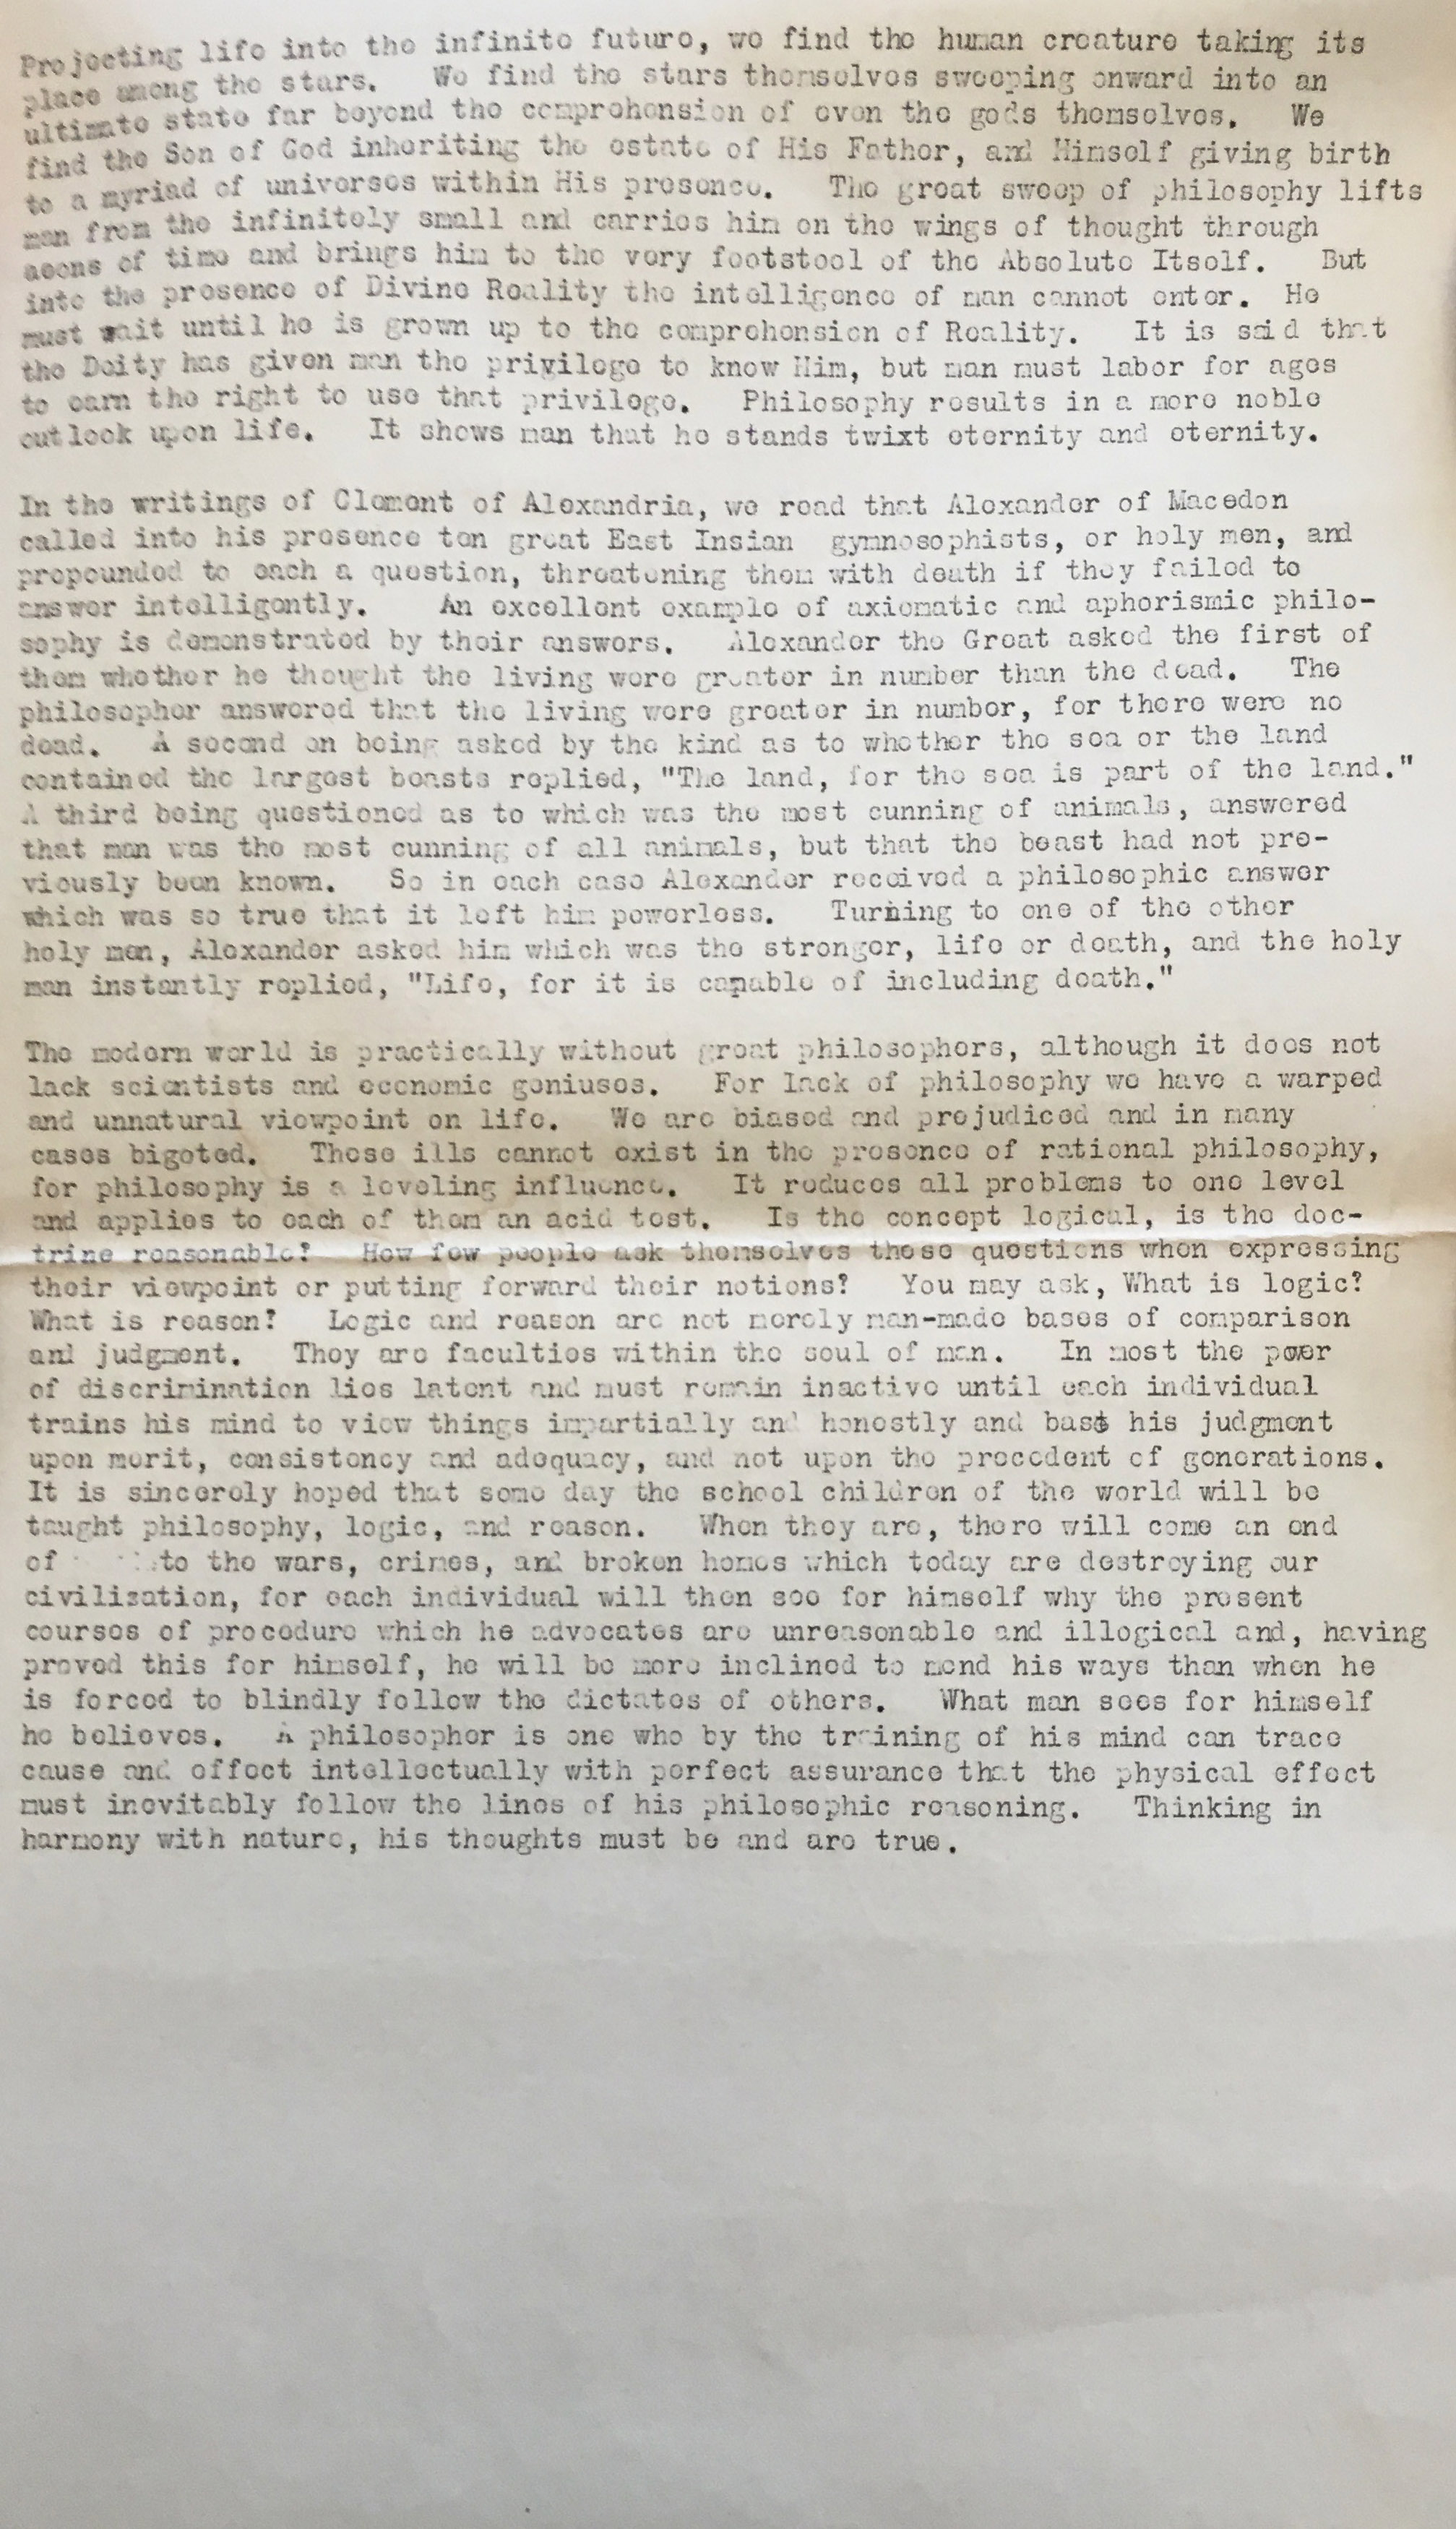 Projecting life into the infinite future, we find the human creature taking its
place among the stars. We find the stars themselves sweeping onward into an
ultimate state far beyond the comprehension of even the gods themselves. We
find the Son of God inheriting the estate of His Father, and Himself giving birth
to a myriad of universes within His presence. The great sweep of philosophy lifts
man from the infinitely small and carries him on the wings of thought through
aeons of time and brings him to the very footstool of the Absolute Itself. But
into the presence of Divine Reality the intelligence of man cannot enter. He
must wait until he is grown up to the comprehension of Reality. It is said that
the Deity has given man the privilege to know Him, but man must labor for ages
to earn the right to use that privilege. Philosophy results in a more noble
outlook upon life. It shows man that he stands twixt eternity and eternity.

In the writings of Clement of Alexandria, we read that Alexander of Macedon
called into his presence ten great East Insian gymnosophists, or holy men, and
propounded to each a question, threatening them with death if they failed to
answer intelligently. An excellent example of axiomatic and aphorismic philo-
sophy is demonstrated by their answers. Alexander the Great asked the first of
them whether he thought the living were greater in number than the dead. The
philosopher answered that the living were greater in number, for there were no
dead. A second on being asked by the kind as to whether the sea or the land
contained the largest beasts replied, "The land, for the sea is part of the land."
A third being questioned as to which was the most cunning of animals, answered
that man was the most cunning of all animals, but that the beast had not pre-
viously been known. So in each case Alexander received a philosophic answer
which was so true that it left him powerless. Turning to one of the other
holy men, Alexander asked him which was the stronger, life or death, and the holy
man instantly replied, "Life, for it is capable of including death."

The modern world is practically without great philosophers, although it does not
lack scientists and economic geniuses. For lack of philosophy we have a warped
and unnatural viewpoint on life. We are biased and prejudiced and in many
cases bigoted. These ills cannot exist in the presence of rational philosophy,
for philosophy is a leveling influence. It reduces all problems to one level
and applies to each of them an acid test. Is the concept logical, is the doc-
trine reasonable? How few people ask themselves these questions when expressing
their viewpoint or putting forward their notions? You may ask, What is logic?
What is reason? Logic and reason are not merely man-made bases of comparison
and judgment. They are faculties within the soul of man. In most the power
of discrimination lies latent and must remain inactive until each individual
trains his mind to view things impartially and honestly and base his judgment
upon merit, consistency and adequacy, and not upon the precedent of generations.
It is sincerely hoped that some day the school children of the world will be
taught philosophy, logic, and reason. When they are, there will come an end
of to the wars, crimes, and broken homes which today are destroying our
civilization, for each individual will then see for himself why the present
courses of procedure which he advocates are unreasonable and illogical and, having
proved this for himself, he will be more inclined to mend his ways than when he
is forced to blindly follow the dictates of others. What man sees for himself
he believes. A philosopher is one who by the training of his mind can trace
cause and effect intellectually with perfect assurance that the physical effect
must inevitably follow the lines of his philosophic reasoning. Thinking in
harmony with nature, his thoughts must be and are true.